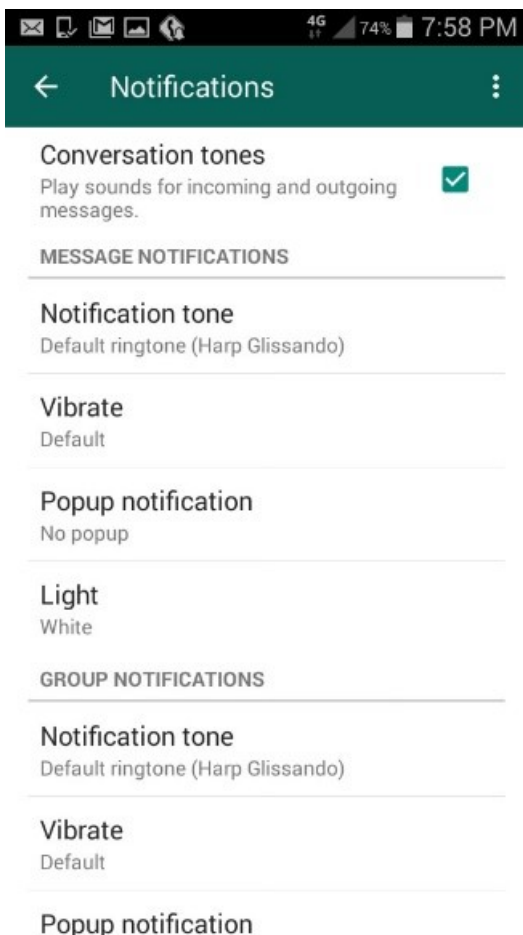 4G 74% 7:58 PM
Notifications
Conversation tones
Play sounds for incoming and outgoing
messages.
MESSAGE NOTIFICATIONS
Notification tone
Default ringtone (Harp Glissando)
Vibrate
Default
Popup notification
No popup
Light
White
GROUP NOTIFICATIONS
Notification tone
Default ringtone (Harp Glissando)
Vibrate
Default
Popup notification